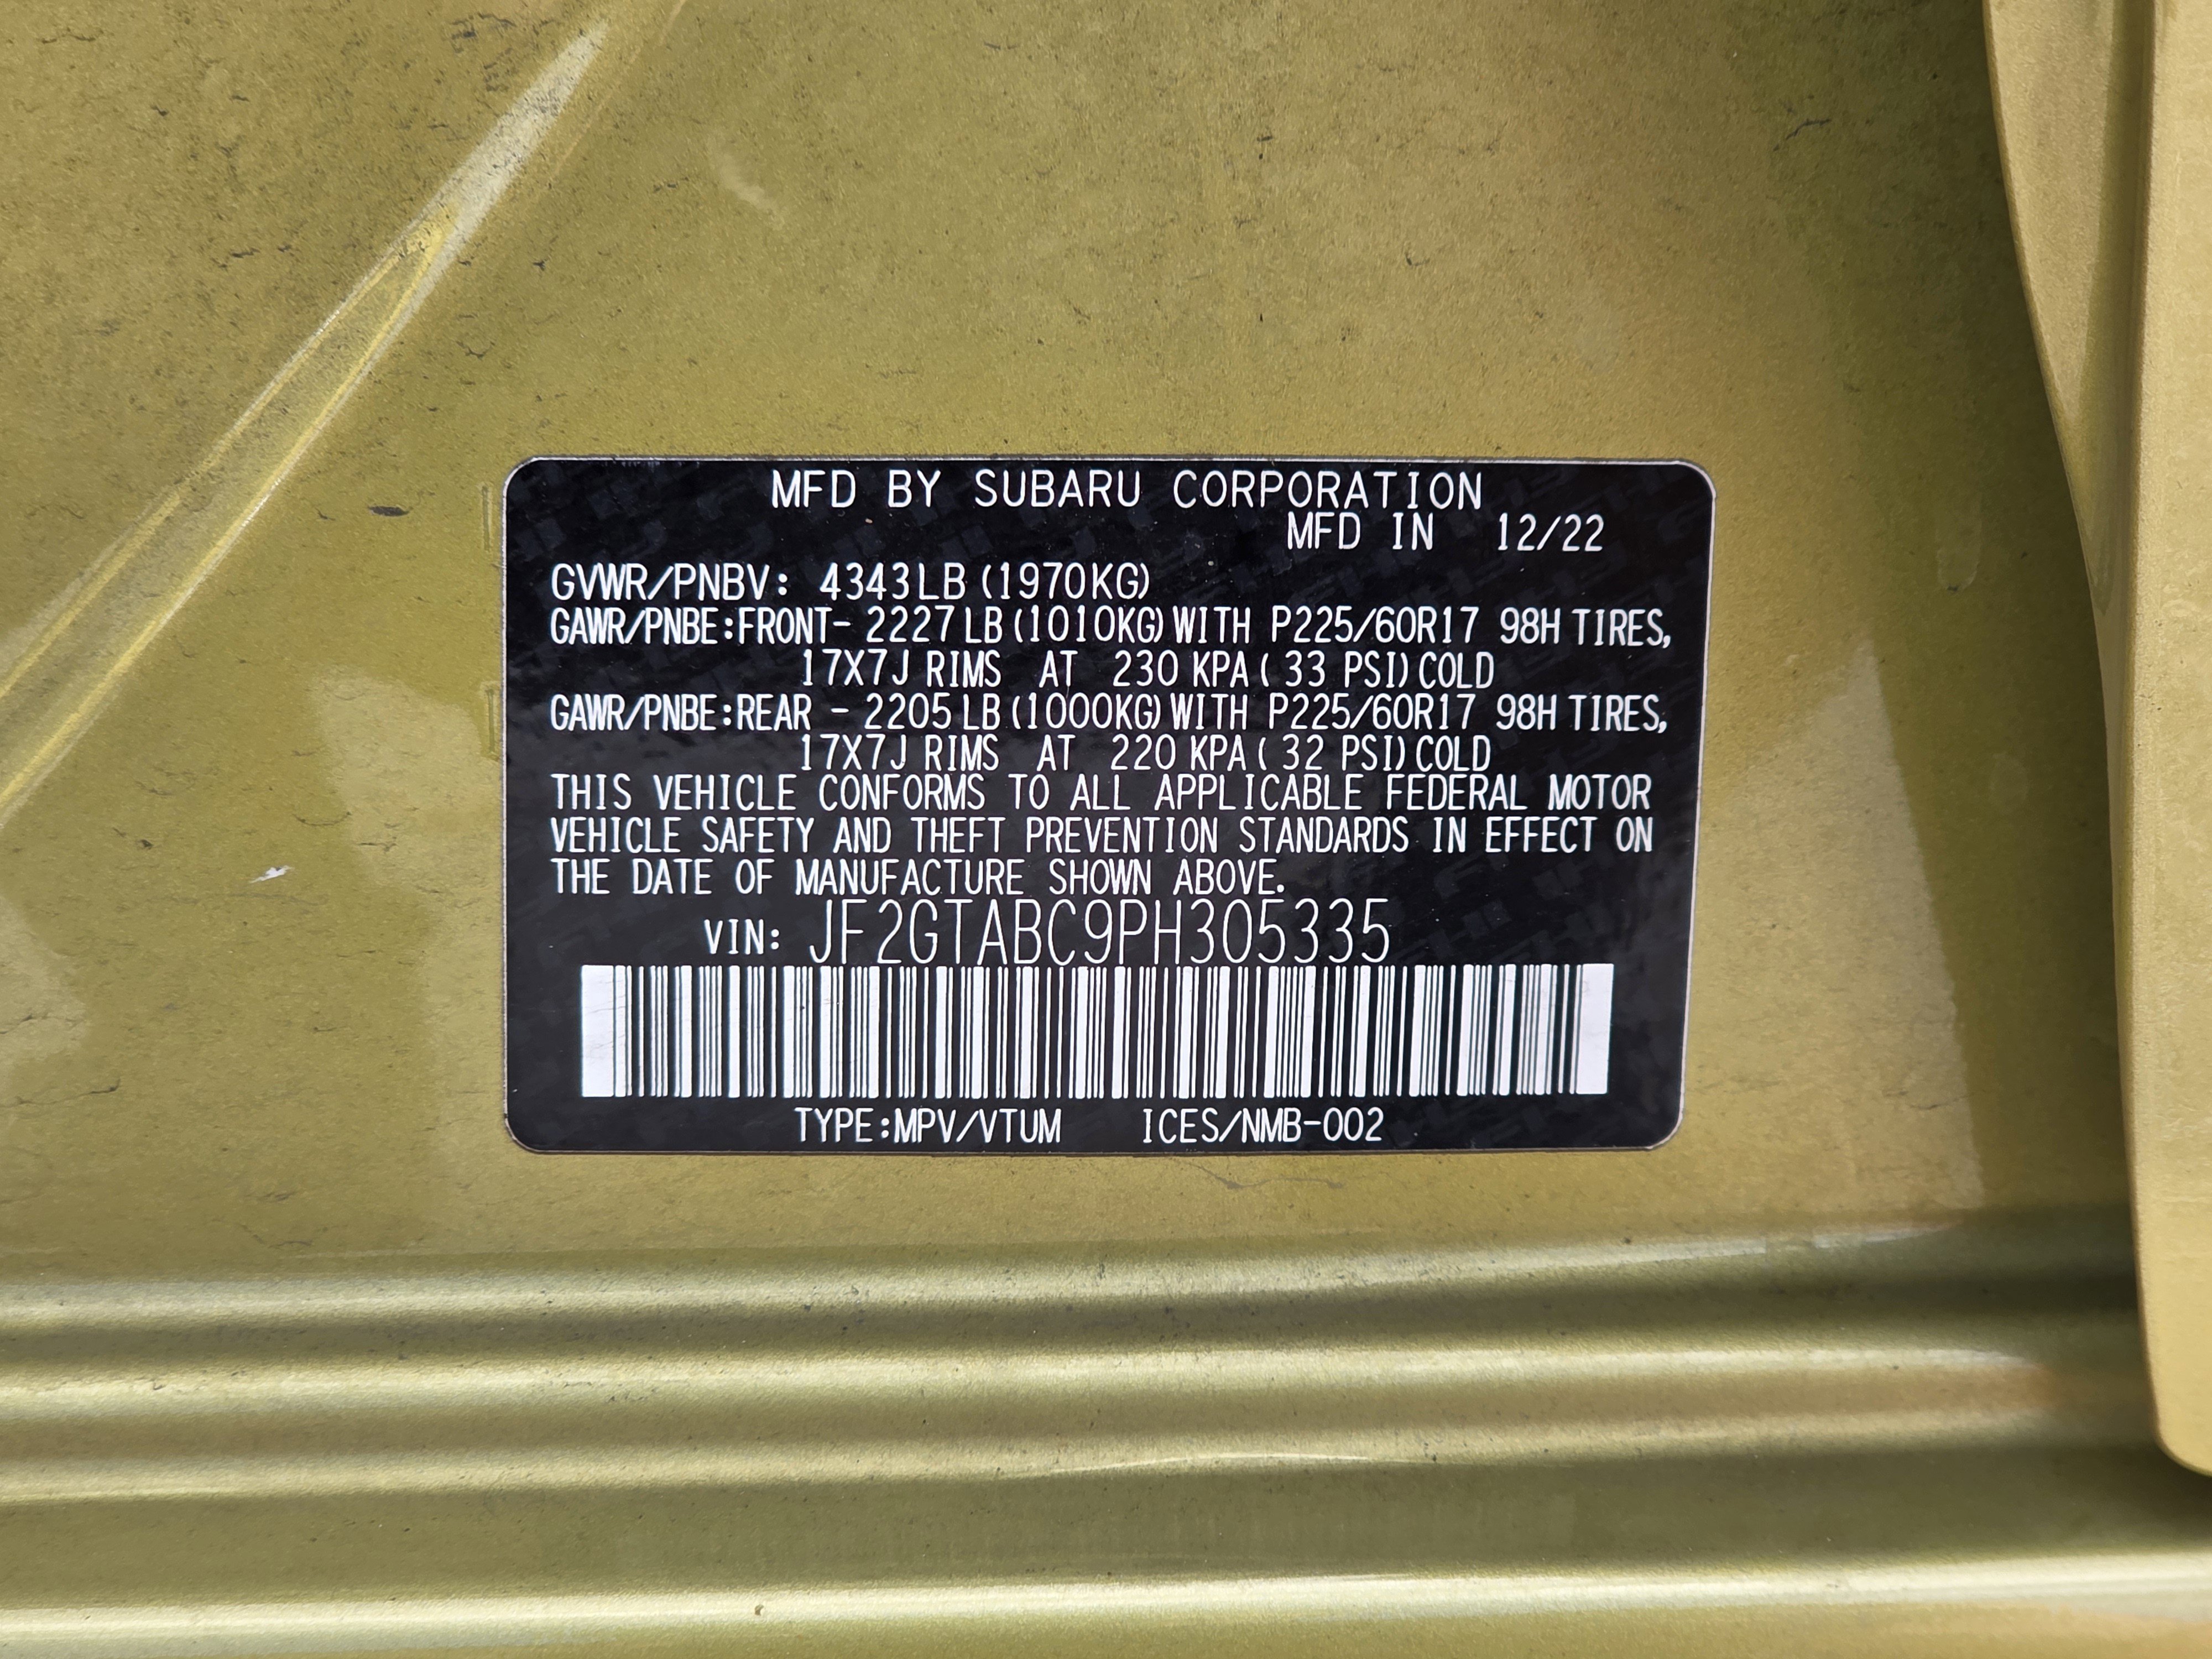 MFD BY SUBARU CORPORATION
MFD IN 12/22
GVWR/PNBV: 4343LB (1970KG)
GAWR/PNBE:FRONT- 2227LB (1010KG) WITH P225/60R17 98H TIRES,
17X7J RIMS AT 230 KPA( 33 PSI) COLD
GAWR/PNBE:REAR - 2205LB (1000KG) WITH P225/60R17 98H TIRES,
17X7J RIMS AT 220 KPA( 32 PSI) COLD
THIS VEHICLE CONFORMS TO ALL APPLICABLE FEDERAL MOTOR
VEHICLE SAFETY AND THEFT PREVENTION STANDARDS IN EFFECT ON
THE DATE OF MANUFACTURE SHOWN ABOVE.
VIN: JF2GTABC9PH305335
TYPE:MPV/VTUM ICES/NMB-002